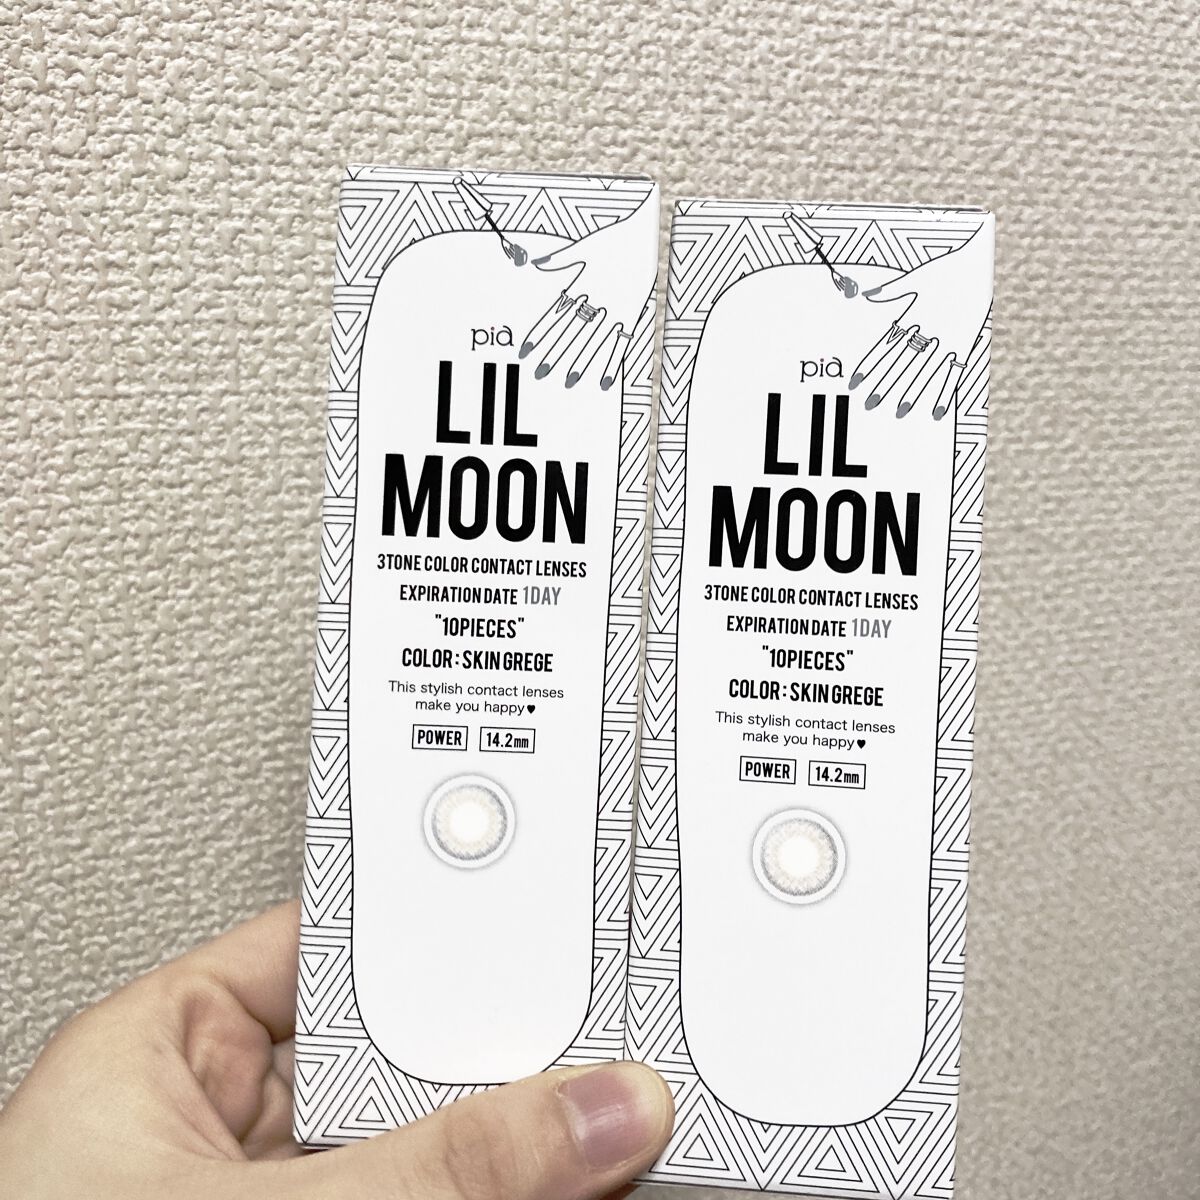 pia
LIL
MOON
3TONE COLOR CONTACT LENSES
EXPIRATION DATE 1DAY
"10PIECES"
COLOR : SKIN GREGE
This stylish contact lenses
make you happy♥
POWER 14.2mm
pia
LIL
MOON
3TONE COLOR CONTACT LENSES
EXPIRATION DATE 1DAY
"10PIECES"
COLOR : SKIN GREGE
This stylish contact lenses
make you happy♥
POWER 14.2mm